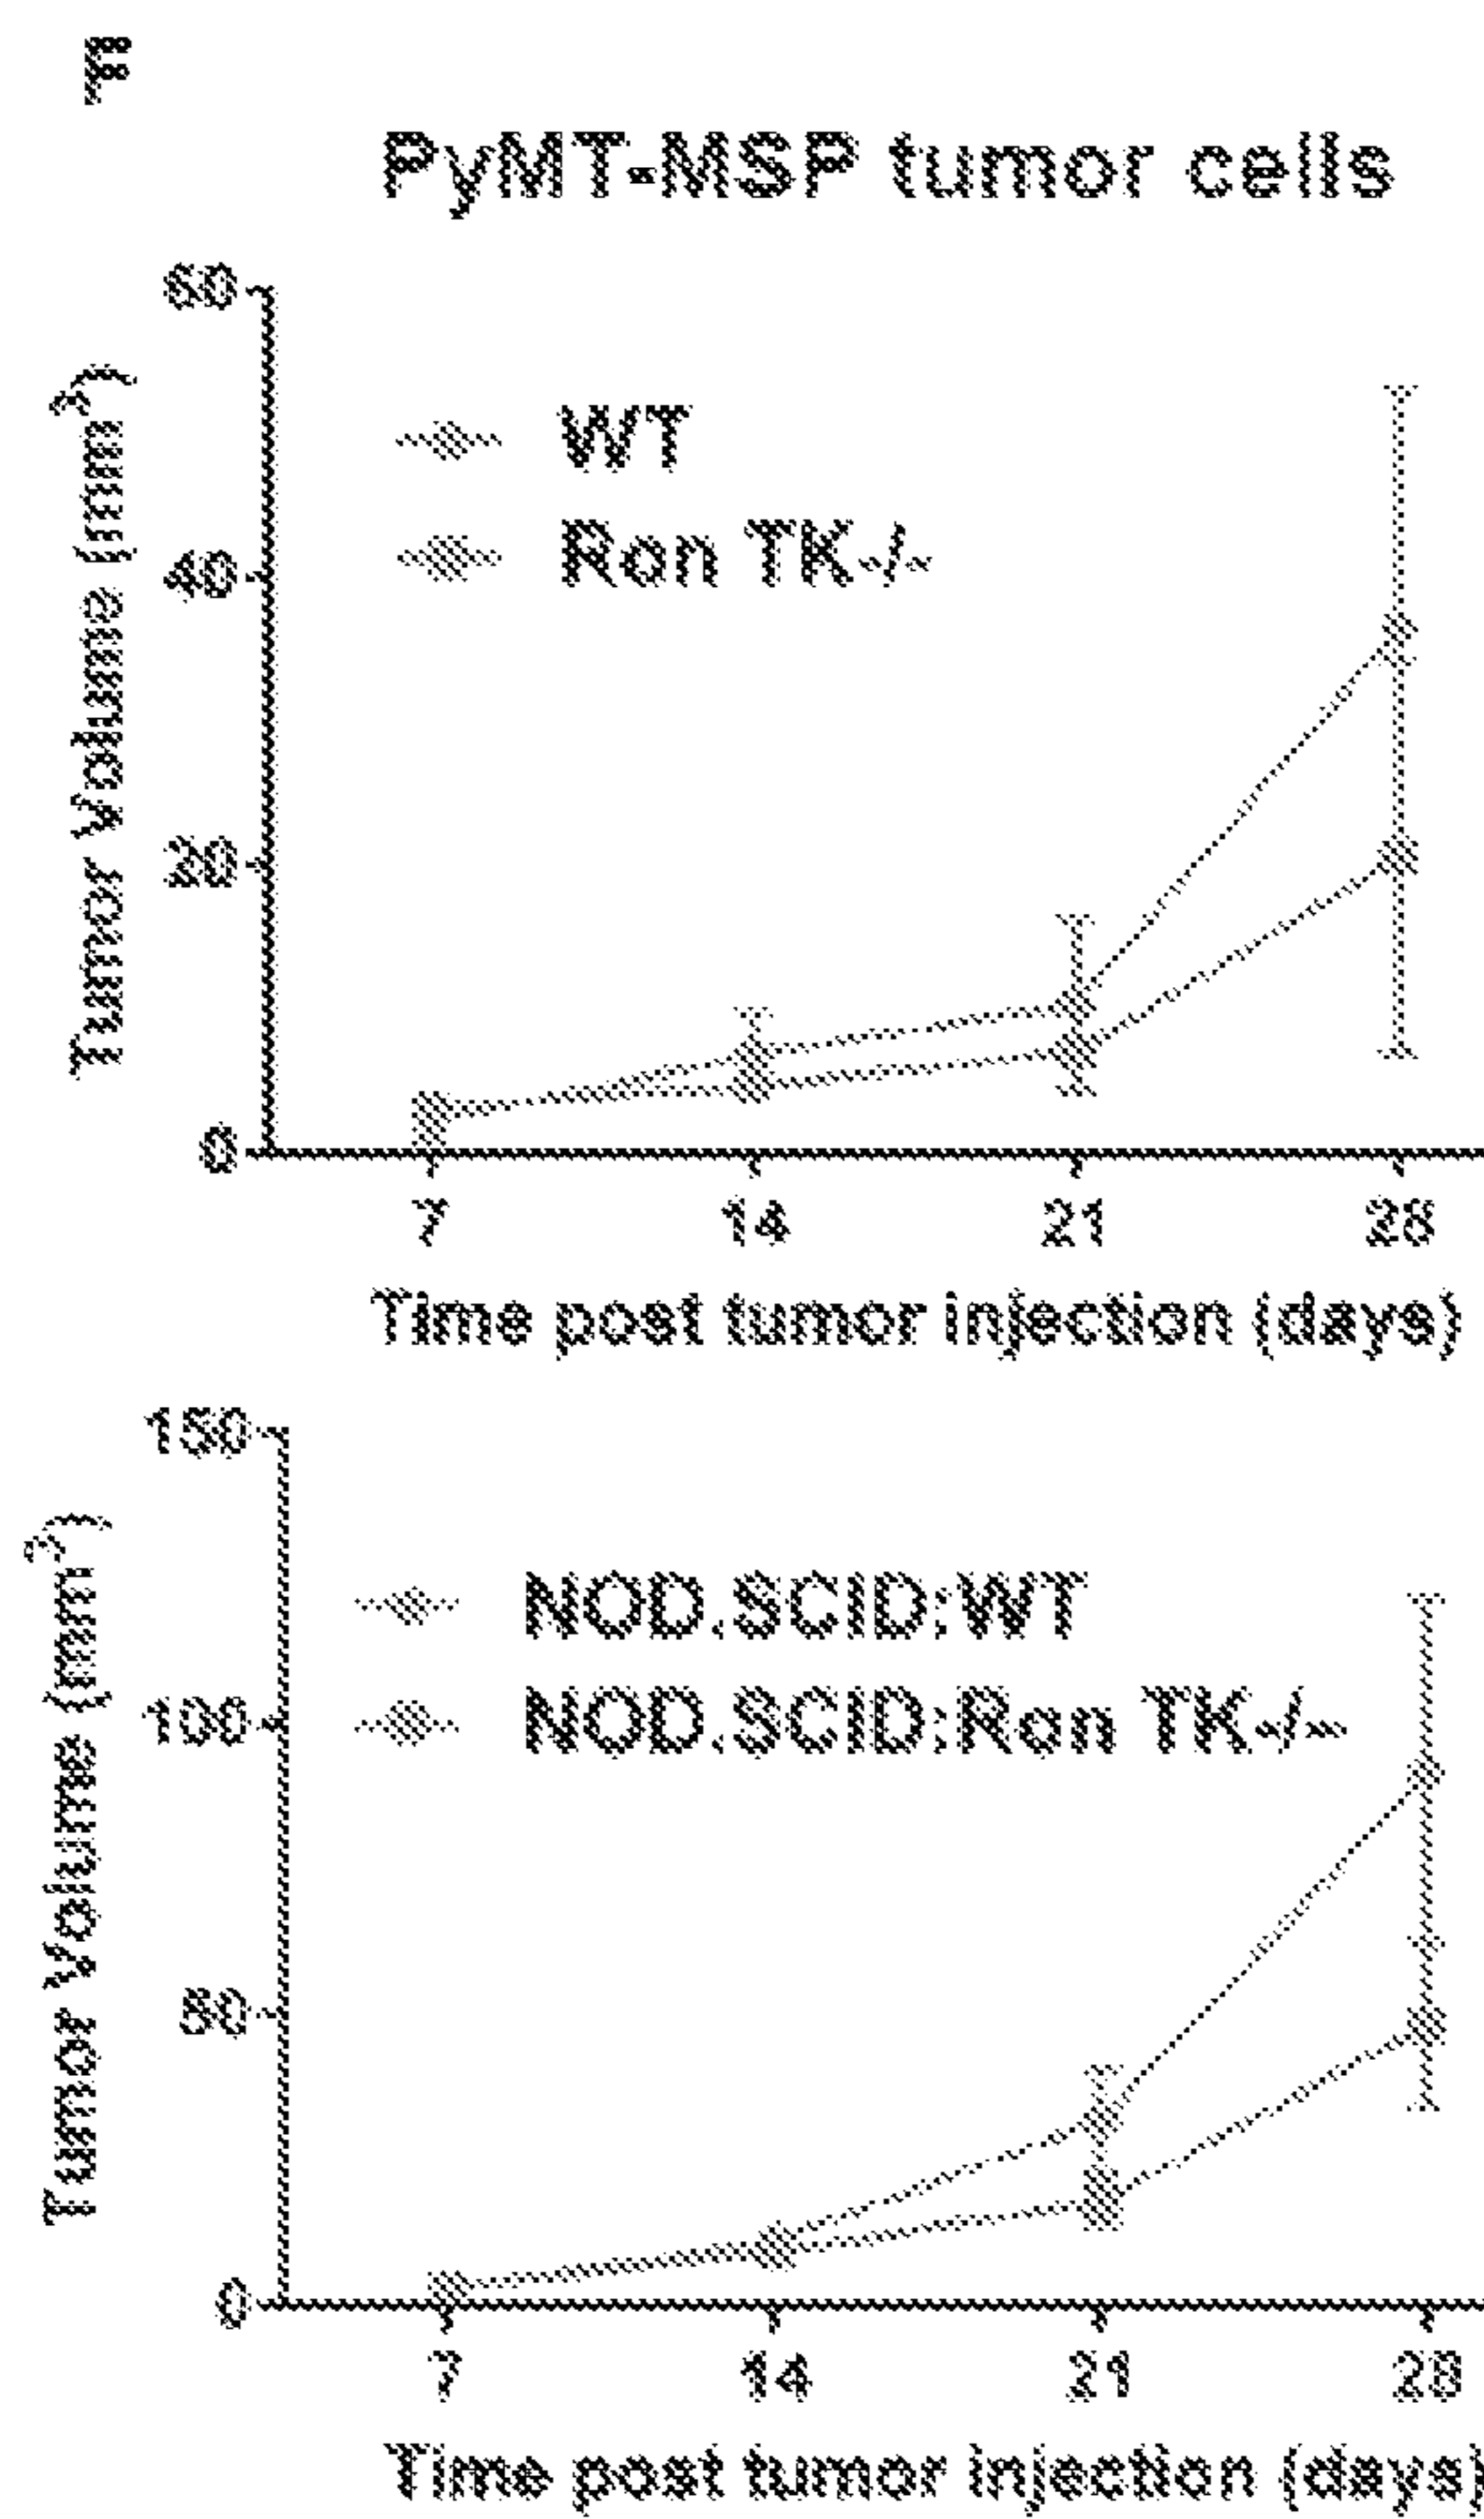 F
PyMT-MSP tumor cells
60
WT
Ron TK-/-
40
20
0
Tumor Volume (mm³)
7 14 21 28
Time post tumor injection (days)
150
NOD.SCID:WT
NOD.SCID:Ron TK-/-
100
50
0
Tumor Volume (mm³)
7 14 21 28
Time post tumor injection (days)